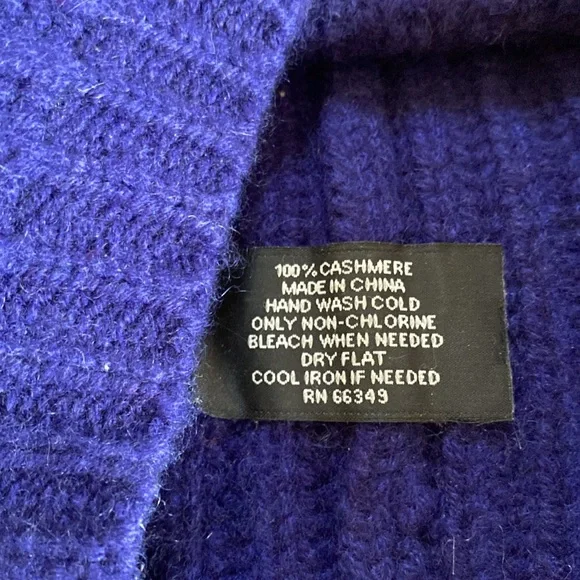 100% CASHMERE
MADE IN CHINA
HAND WASH COLD
ONLY NON-CHLORINE
BLEACH WHEN NEEDED
DRY FLAT
COOL IRON IF NEEDED
RN 66349